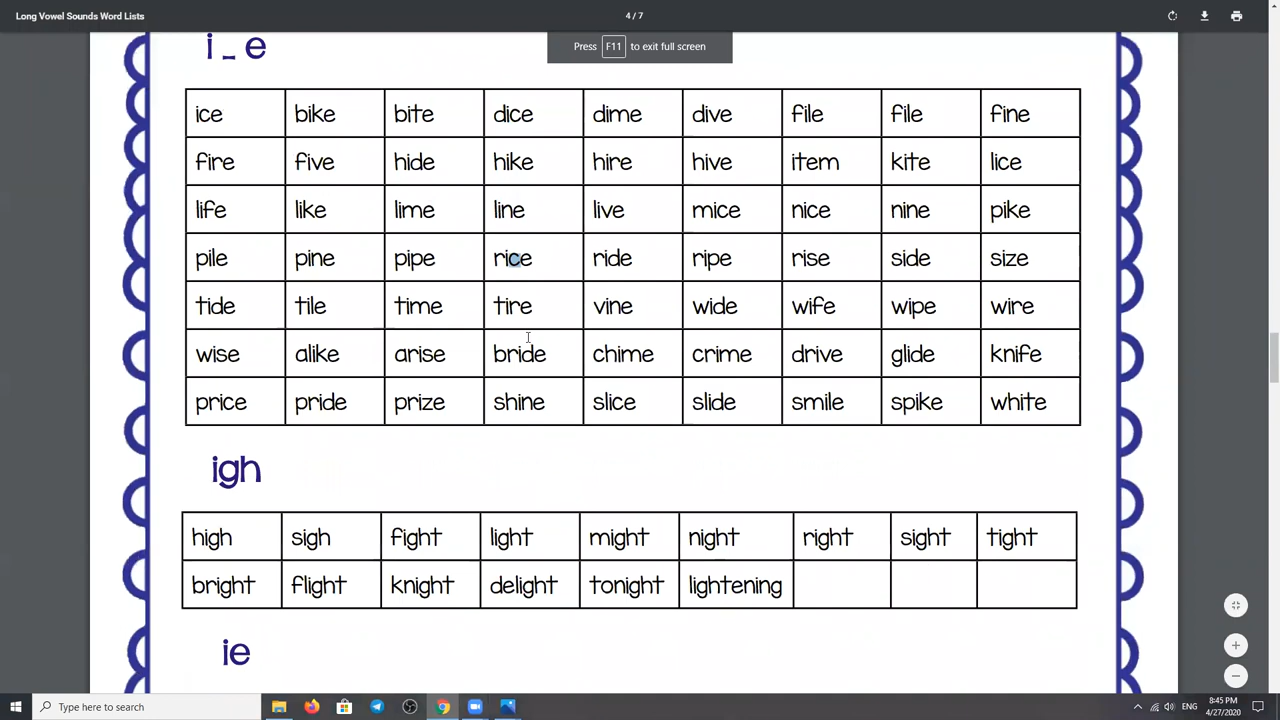 Long Vowel Sounds Word Lists
4 / 7
Press F11 to exit full screen
i_e
ice bike bite dice dime dive file file fine
fire five hide hike hire hive item kite lice
life like lime line live mice nice nine pike
pile pine pipe rice ride ripe rise side size
tide tile time tire vine wide wife wipe wire
wise alike arise bride chime crime drive glide knife
price pride prize shine slice slide smile spike white
igh
high sigh fight light might night right sight tight
bright flight knight delight tonight lightening
ie
Type here to search
ENG
8:45 PM
4/27/2020